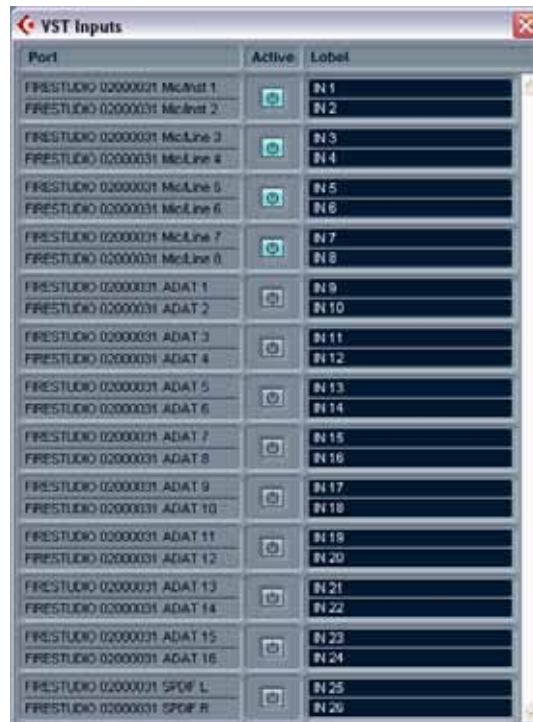 VST Inputs
Port Active Label
FIRESTUDIO 02000031 Mic/Inst 1 IN 1
FIRESTUDIO 02000031 Mic/Inst 2 IN 2
FIRESTUDIO 02000031 Mic/Line 3 IN 3
FIRESTUDIO 02000031 Mic/Line 4 IN 4
FIRESTUDIO 02000031 Mic/Line 5 IN 5
FIRESTUDIO 02000031 Mic/Line 6 IN 6
FIRESTUDIO 02000031 Mic/Line 7 IN 7
FIRESTUDIO 02000031 Mic/Line 8 IN 8
FIRESTUDIO 02000031 ADAT 1 IN 9
FIRESTUDIO 02000031 ADAT 2 IN 10
FIRESTUDIO 02000031 ADAT 3 IN 11
FIRESTUDIO 02000031 ADAT 4 IN 12
FIRESTUDIO 02000031 ADAT 5 IN 13
FIRESTUDIO 02000031 ADAT 6 IN 14
FIRESTUDIO 02000031 ADAT 7 IN 15
FIRESTUDIO 02000031 ADAT 8 IN 16
FIRESTUDIO 02000031 ADAT 9 IN 17
FIRESTUDIO 02000031 ADAT 10 IN 18
FIRESTUDIO 02000031 ADAT 11 IN 19
FIRESTUDIO 02000031 ADAT 12 IN 20
FIRESTUDIO 02000031 ADAT 13 IN 21
FIRESTUDIO 02000031 ADAT 14 IN 22
FIRESTUDIO 02000031 ADAT 15 IN 23
FIRESTUDIO 02000031 ADAT 16 IN 24
FIRESTUDIO 02000031 SPDIF L IN 25
FIRESTUDIO 02000031 SPDIF R IN 26